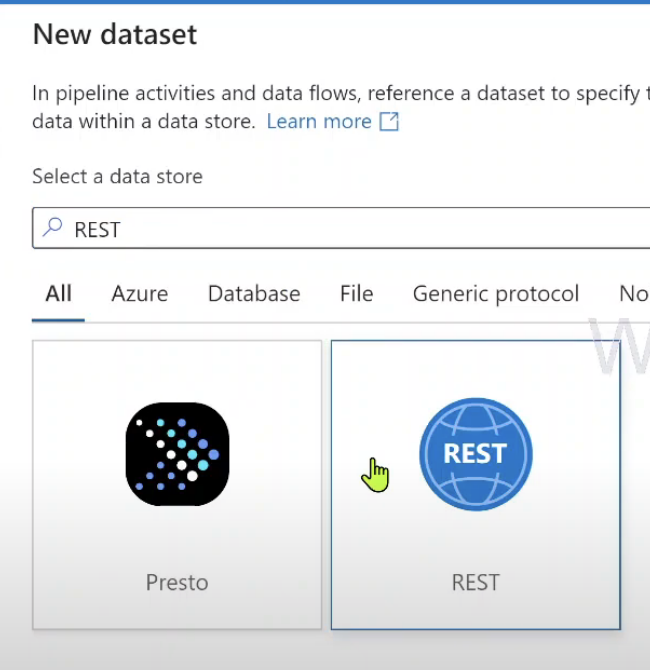 New dataset
In pipeline activities and data flows, reference a dataset to specify
data within a data store. Learn more
Select a data store
REST
All Azure Database File Generic protocol No
REST
Presto REST